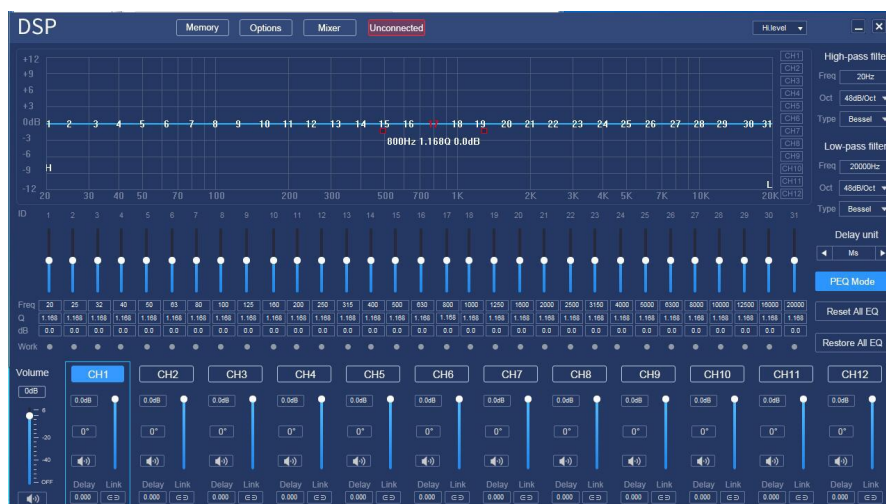 DSP Memory Options Mixer Unconnected Hi.level
+12 CH1 High-pass filte
+9 CH2
+6 CH3 Freq 20Hz
+3 CH4 Oct 48dB/Oct
CH5
0dB 1 2 3 4 5 6 7 8 9 10 11 12 13 14 15 16 17 18 19 20 21 22 23 24 25 26 27 28 29 30 31 CH6 Type Bessel
-3 CH7
800Hz 1.168Q 0.0dB CH8 Low-pass filter
-6 CH9
-9 H CH10 Freq 20000Hz
L CH11
-12 CH12 Oct 48dB/Oct
20 30 40 50 70 100 200 300 500 700 1K 2K 3K 4K 5K 7K 10K 20K
Type Bessel
ID 1 2 3 4 5 6 7 8 9 10 11 12 13 14 15 16 17 18 19 20 21 22 23 24 25 26 27 28 29 30 31
Delay unit
Ms
PEQ Mode
Freq 20 25 32 40 50 63 80 100 125 160 200 250 315 400 500 630 800 1000 1250 1600 2000 2500 3150 4000 5000 6300 8000 10000 12500 16000 20000
Q 1.168 1.168 1.168 1.168 1.168 1.168 1.168 1.168 1.168 1.168 1.168 1.168 1.168 1.168 1.168 1.168 1.168 1.168 1.168 1.168 1.168 1.168 1.168 1.168 1.168 1.168 1.168 1.168 1.168 1.168 1.168
Reset All EQ
dB 0.0 0.0 0.0 0.0 0.0 0.0 0.0 0.0 0.0 0.0 0.0 0.0 0.0 0.0 0.0 0.0 0.0 0.0 0.0 0.0 0.0 0.0 0.0 0.0 0.0 0.0 0.0 0.0 0.0 0.0 0.0
Work
Restore All EQ
Volume CH1 CH2 CH3 CH4 CH5 CH6 CH7 CH8 CH9 CH10 CH11 CH12
0dB
0.0dB 0.0dB 0.0dB 0.0dB 0.0dB 0.0dB 0.0dB 0.0dB 0.0dB 0.0dB 0.0dB 0.0dB
0
0° 0° 0° 0° 0° 0° 0° 0° 0° 0° 0° 0°
-20
-40
OFF
Delay Link Delay Link Delay Link Delay Link Delay Link Delay Link Delay Link Delay Link Delay Link Delay Link Delay Link Delay Link
0.000 0.000 0.000 0.000 0.000 0.000 0.000 0.000 0.000 0.000 0.000 0.000